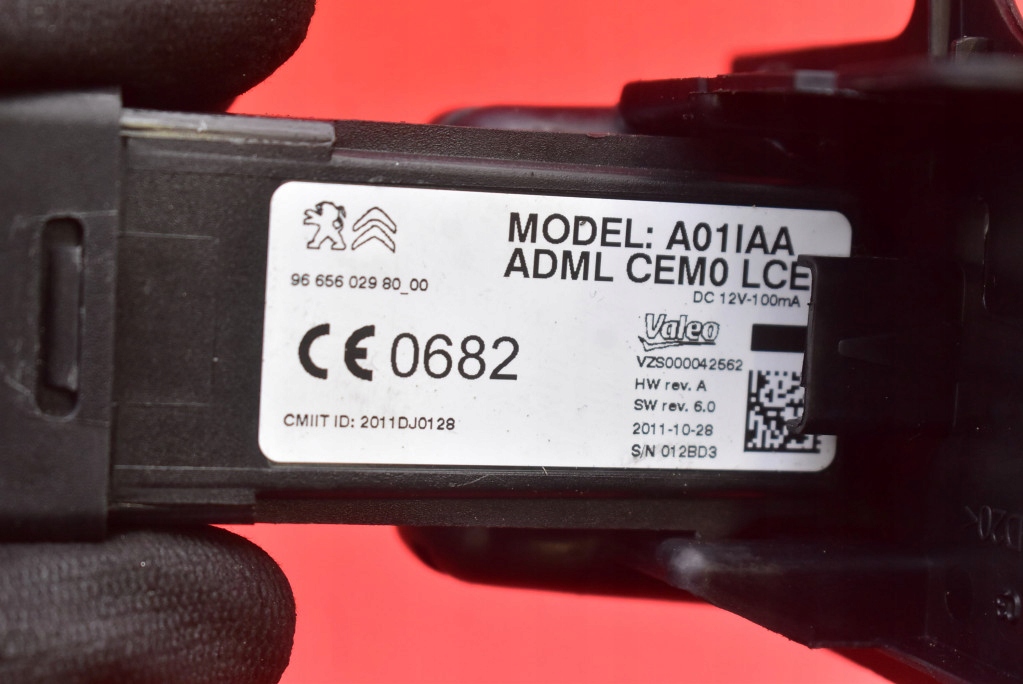 MODEL: A01IAA
ADML CEM0 LCE
DC 12V-100mA
96 656 029 80_00
Valeo
VZS000042562
CE 0682
HW rev. A
SW rev. 6.0
CMIIT ID: 2011DJ0128
2011-10-28
S/N 012BD3